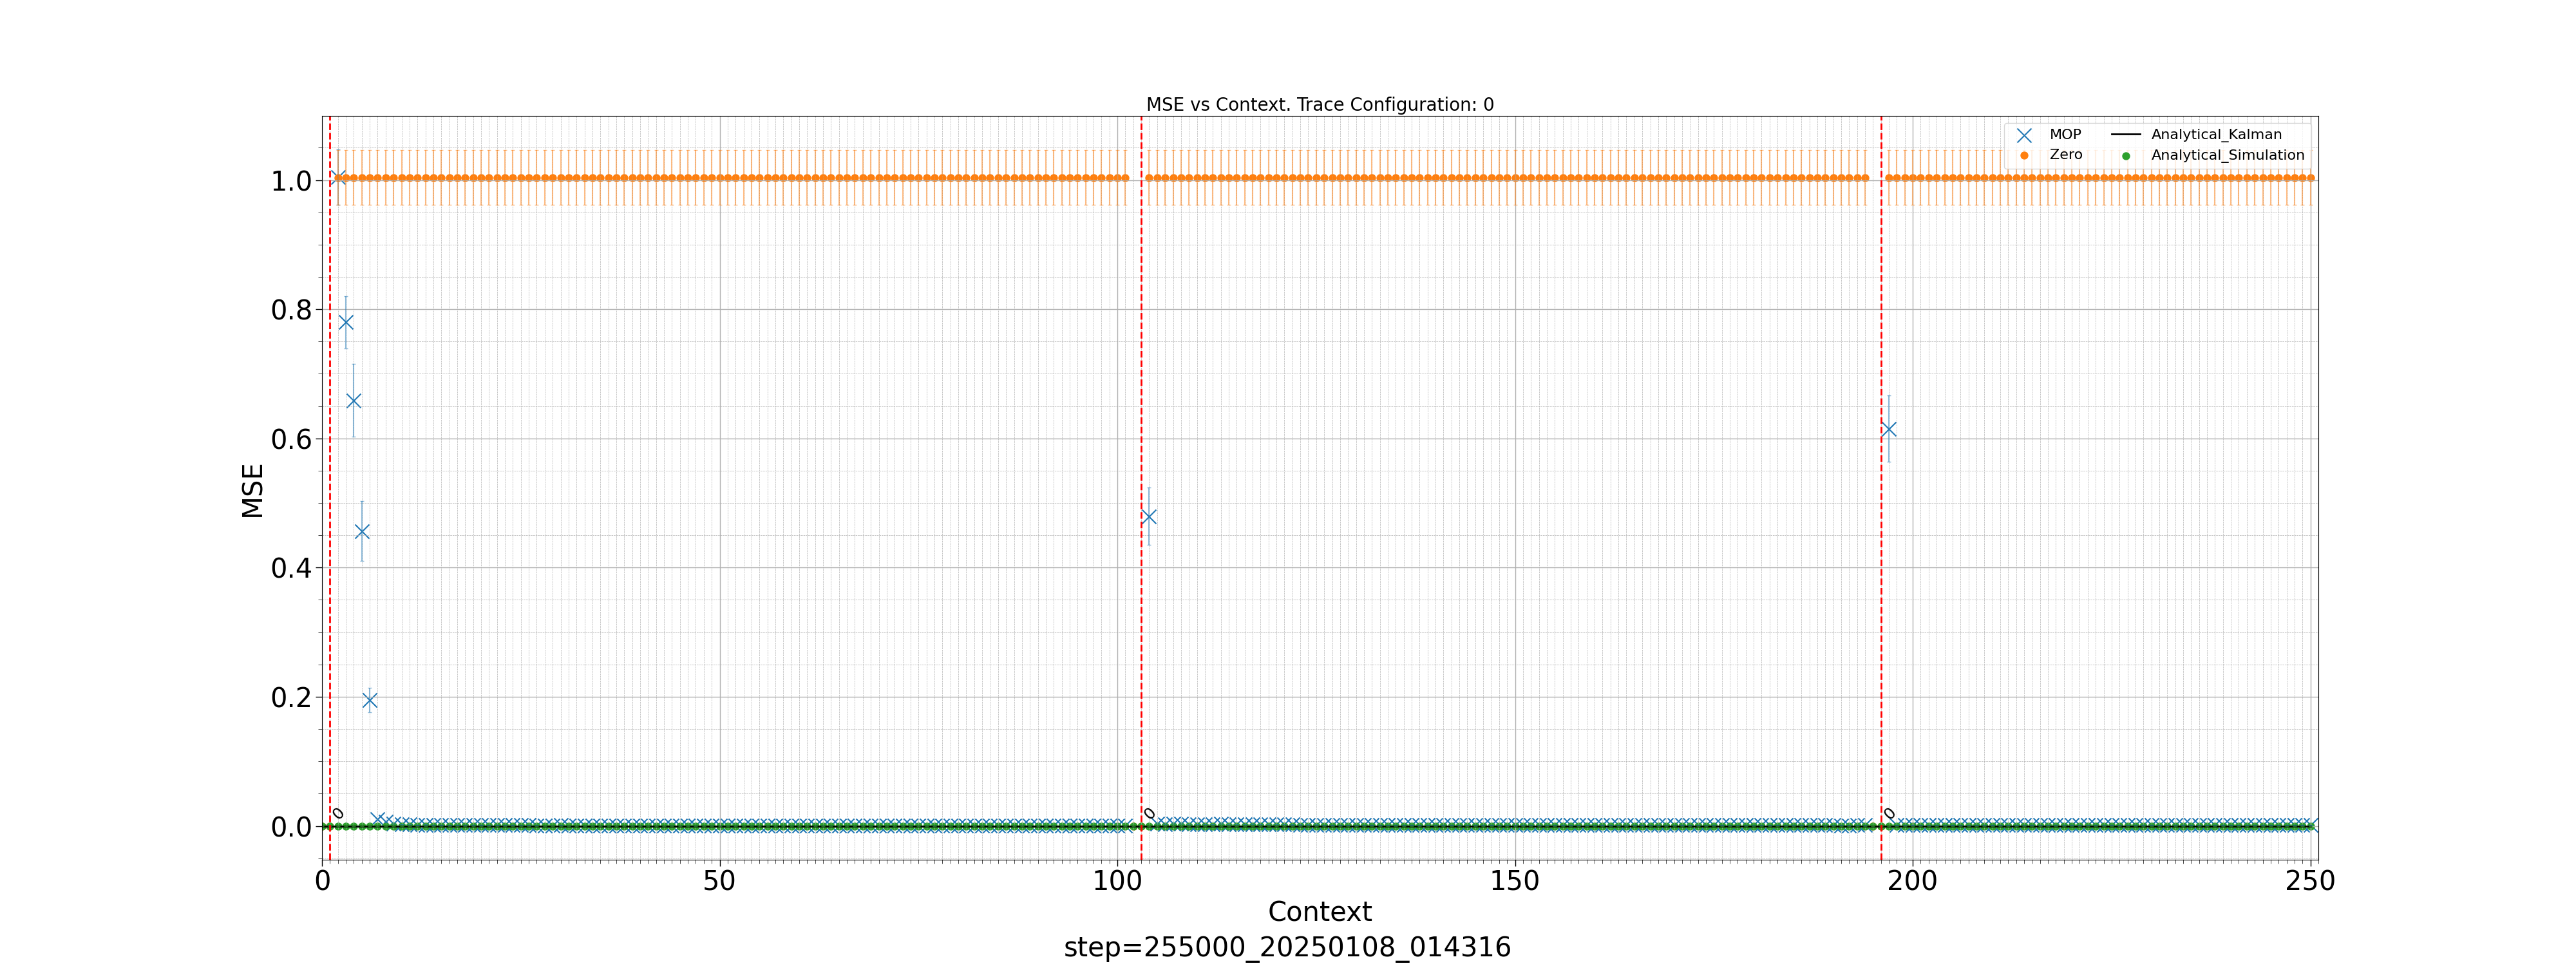 MSE vs Context. Trace Configuration: 0
MOP
Zero
Analytical_Kalman
Analytical_Simulation
MSE
1.0
0.8
0.6
0.4
0.2
0.0
0
0
0
0 50 100 150 200 250
Context
step=255000_20250108_014316